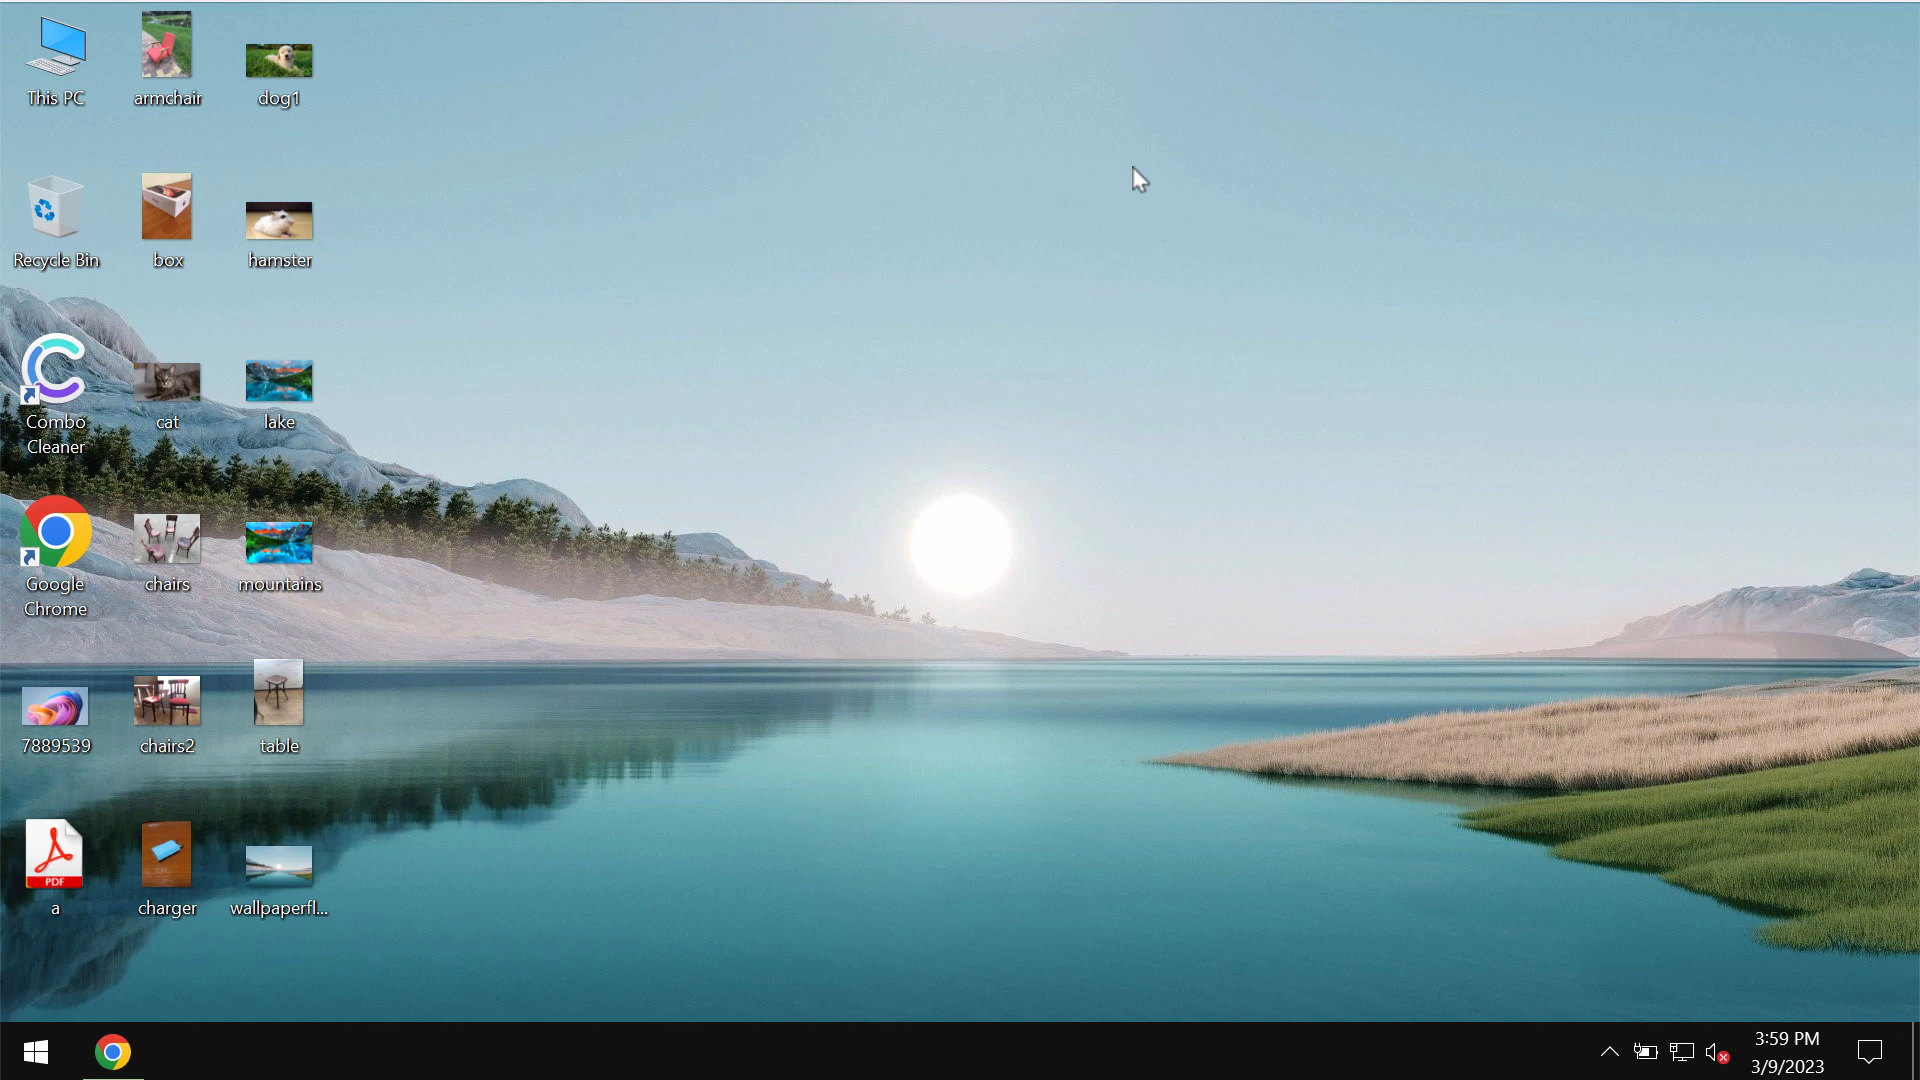 This PC
armchair
dog1
Recycle Bin
box
hamster
Combo
Cleaner
cat
lake
Google
Chrome
chairs
mountains
7889539
chairs2
table
PDF
a
charger
wallpaperfl...
3:59 PM
3/9/2023